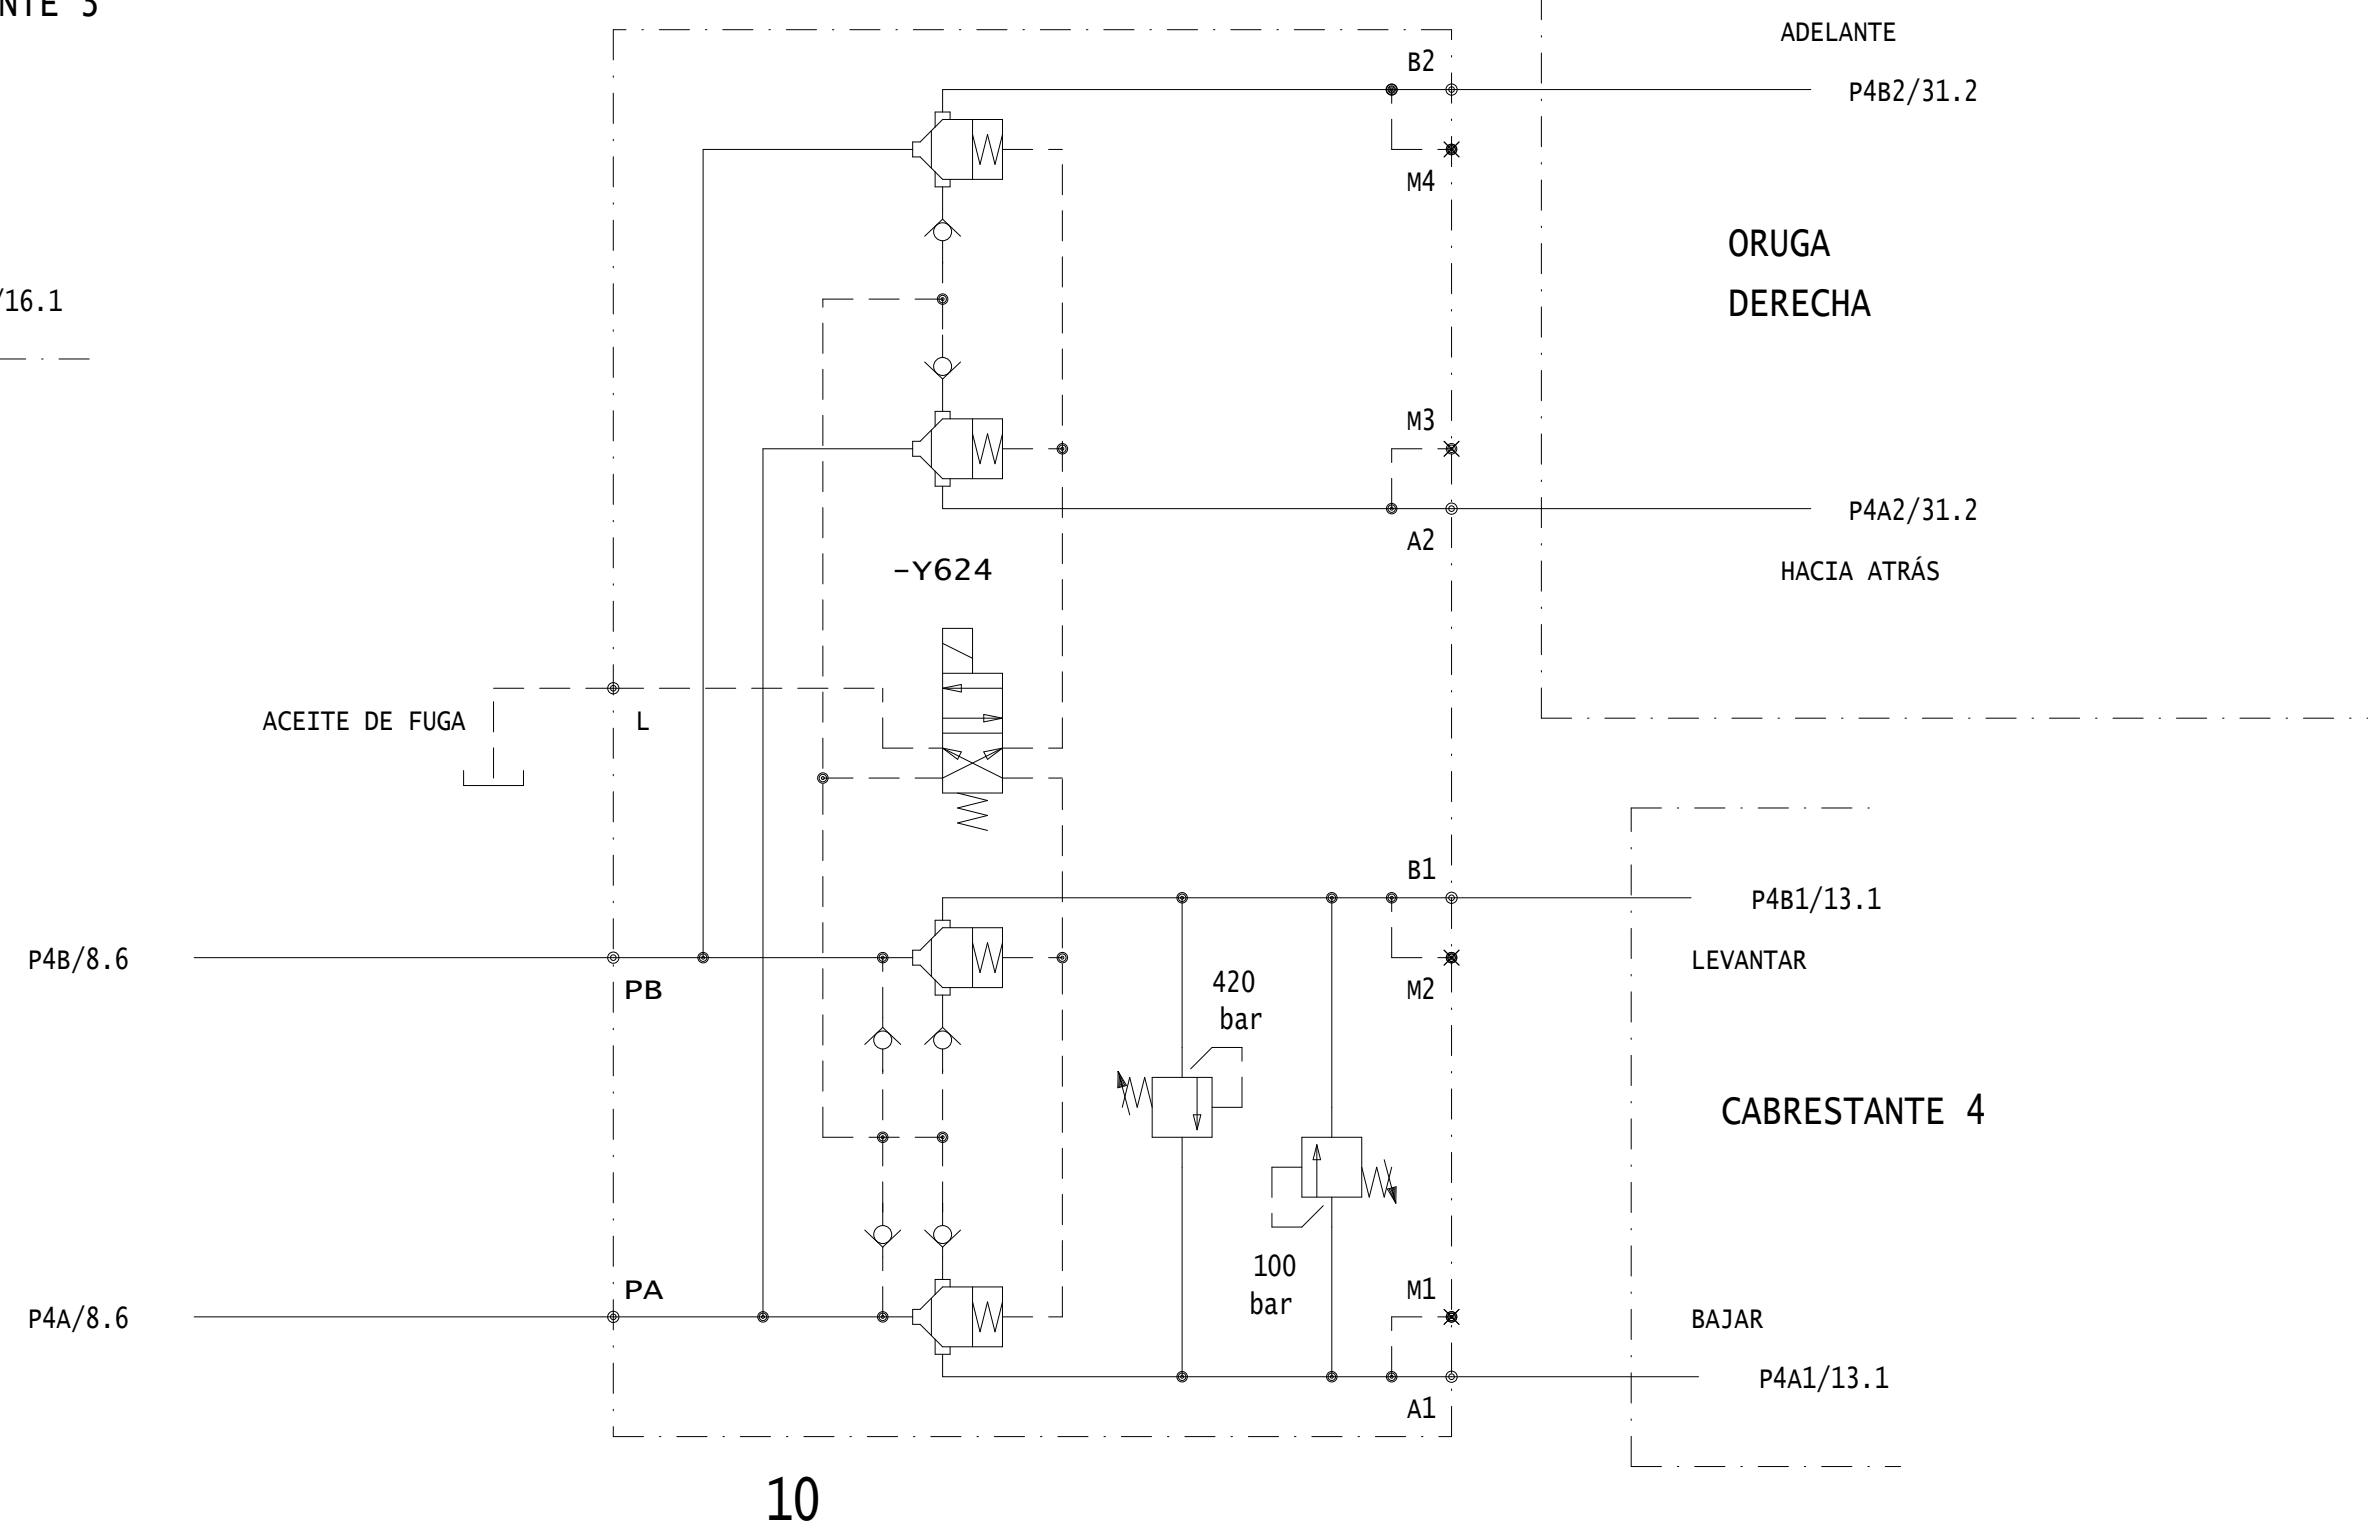 NTE 3
ADELANTE
B2
P4B2/31.2
M4
ORUGA
DERECHA
/16.1
M3
P4A2/31.2
A2
-Y624
HACIA ATRÁS
ACEITE DE FUGA
L
B1
P4B1/13.1
P4B/8.6
LEVANTAR
PB
M2
420
bar
CABRESTANTE 4
100
bar
PA
M1
P4A/8.6
BAJAR
P4A1/13.1
A1
10